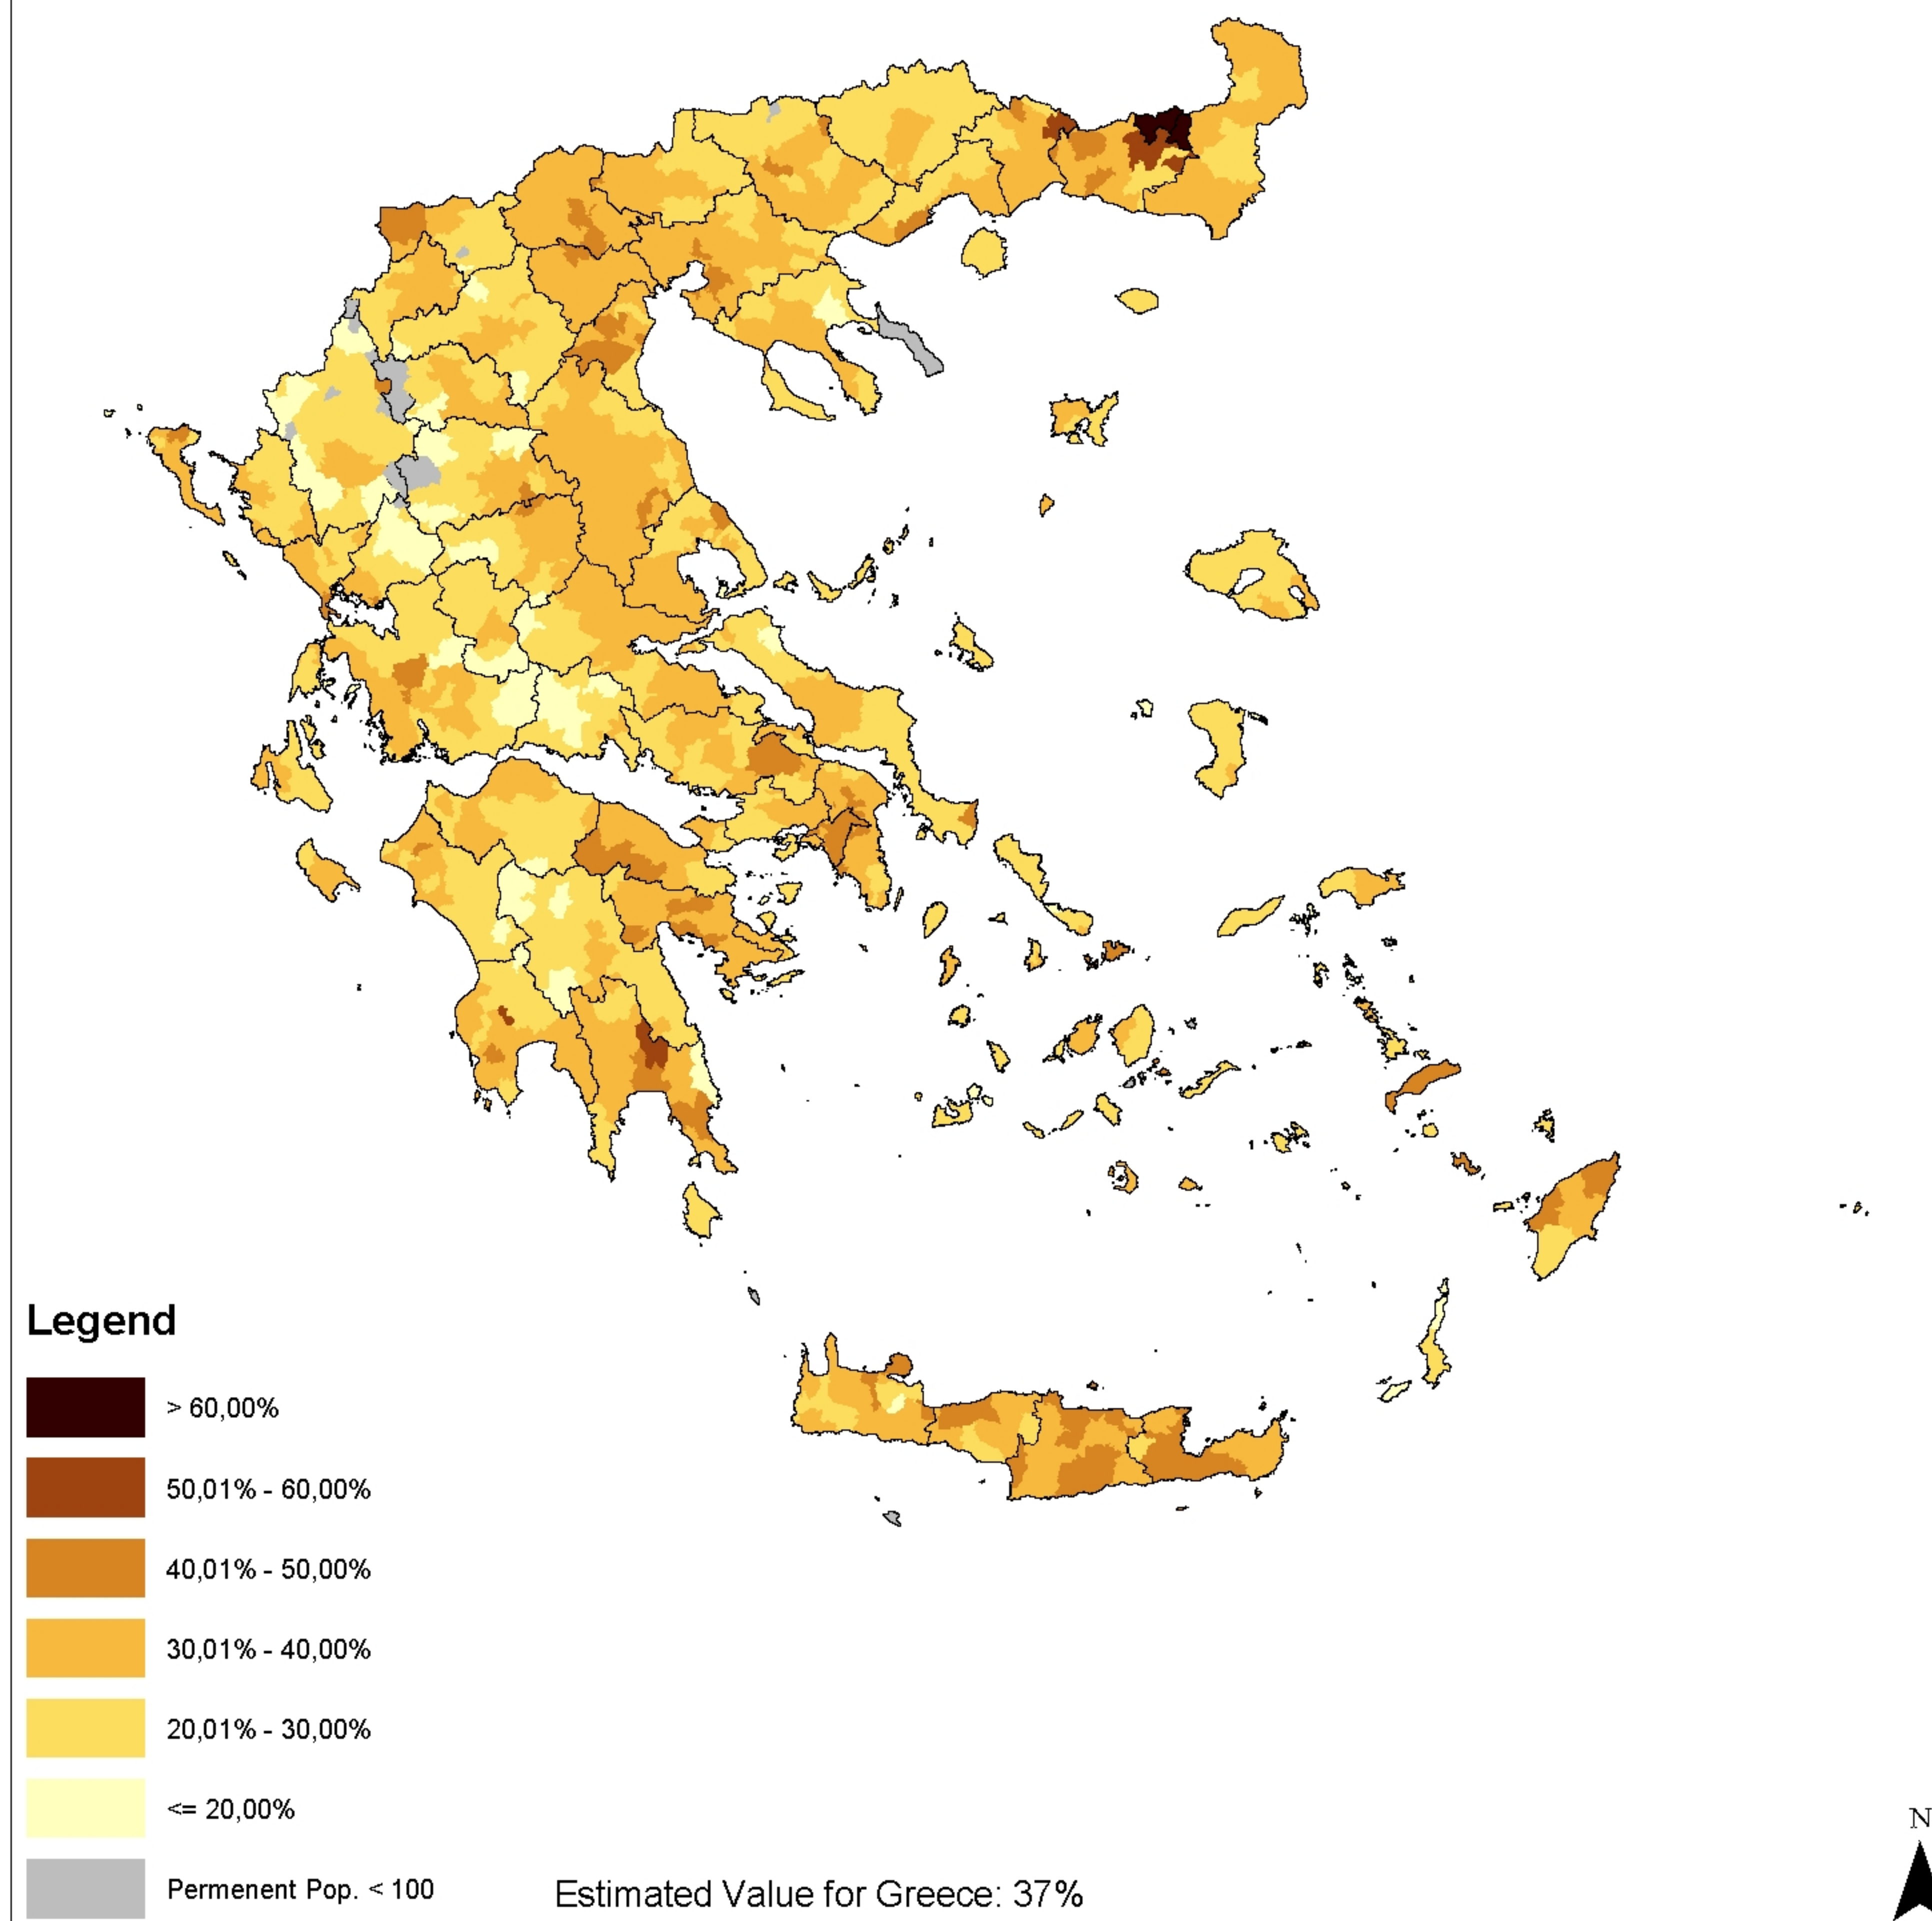 Legend
> 60,00%
50,01% - 60,00%
40,01% - 50,00%
30,01% - 40,00%
20,01% - 30,00%
<= 20,00%
Permenent Pop. < 100
Estimated Value for Greece: 37%
N